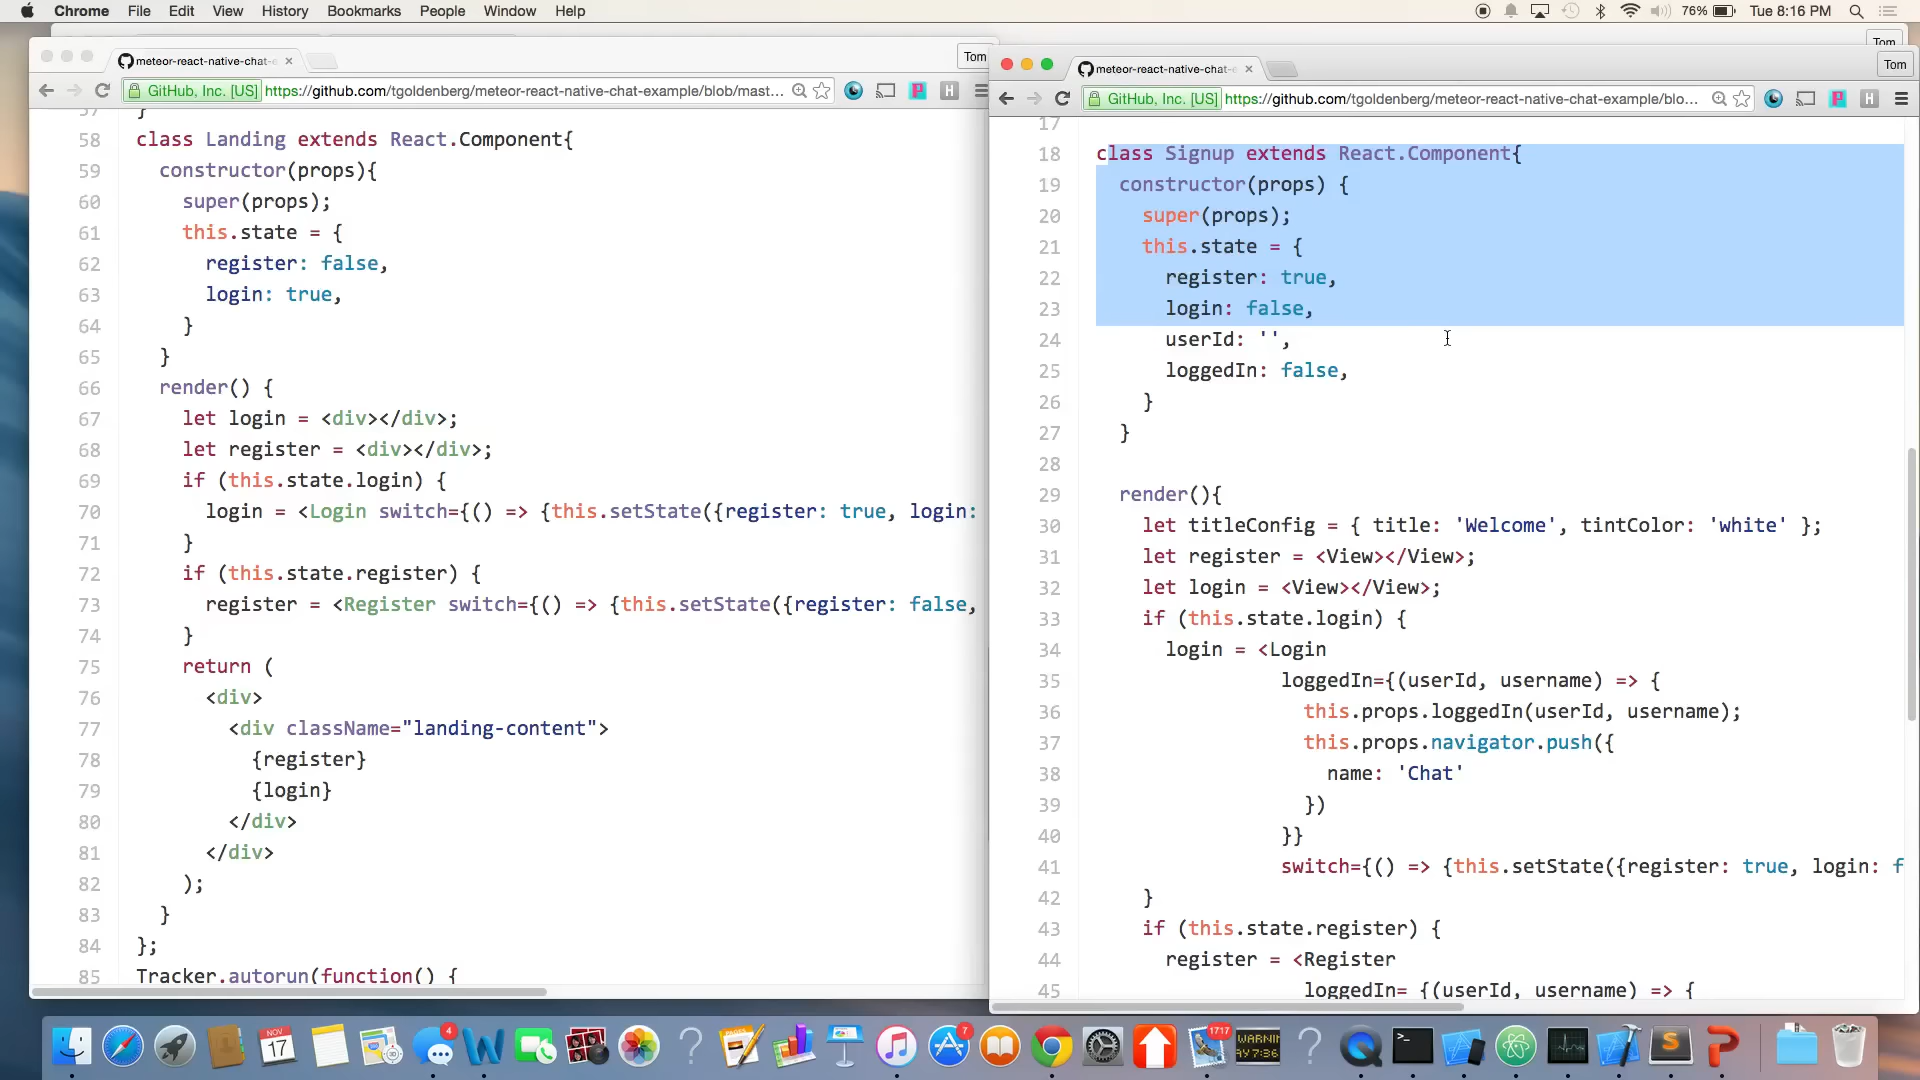 Chrome File Edit View History Bookmarks People Window Help
76% Tue 8:16 PM
Tom
meteor-react-native-chat-e
Tom
GitHub, Inc. [US] https://github.com/tgoldenberg/meteor-react-native-chat-example/blob/mast...
57 }
58 class Landing extends React.Component{
59 constructor(props){
60 super(props);
61 this.state = {
62 register: false,
63 login: true,
64 }
65 }
66 render() {
67 let login = <div></div>;
68 let register = <div></div>;
69 if (this.state.login) {
70 login = <Login switch={() => {this.setState({register: true, login:
71 }
72 if (this.state.register) {
73 register = <Register switch={() => {this.setState({register: false,
74 }
75 return (
76 <div>
77 <div className="landing-content">
78 {register}
79 {login}
80 </div>
81 </div>
82 );
83 }
84 };
85 Tracker.autorun(function() {
meteor-react-native-chat-e
Tom
GitHub, Inc. [US] https://github.com/tgoldenberg/meteor-react-native-chat-example/blo...
17
18 class Signup extends React.Component{
19 constructor(props) {
20 super(props);
21 this.state = {
22 register: true,
23 login: false,
24 userId: '',
25 loggedIn: false,
26 }
27 }
28
29 render(){
30 let titleConfig = { title: 'Welcome', tintColor: 'white' };
31 let register = <View></View>;
32 let login = <View></View>;
33 if (this.state.login) {
34 login = <Login
35 loggedIn={(userId, username) => {
36 this.props.loggedIn(userId, username);
37 this.props.navigator.push({
38 name: 'Chat'
39 })
40 }}
41 switch={() => {this.setState({register: true, login: f
42 }
43 if (this.state.register) {
44 register = <Register
45 loggedIn= {(userId, username) => {
NOV
17
4
7
1717